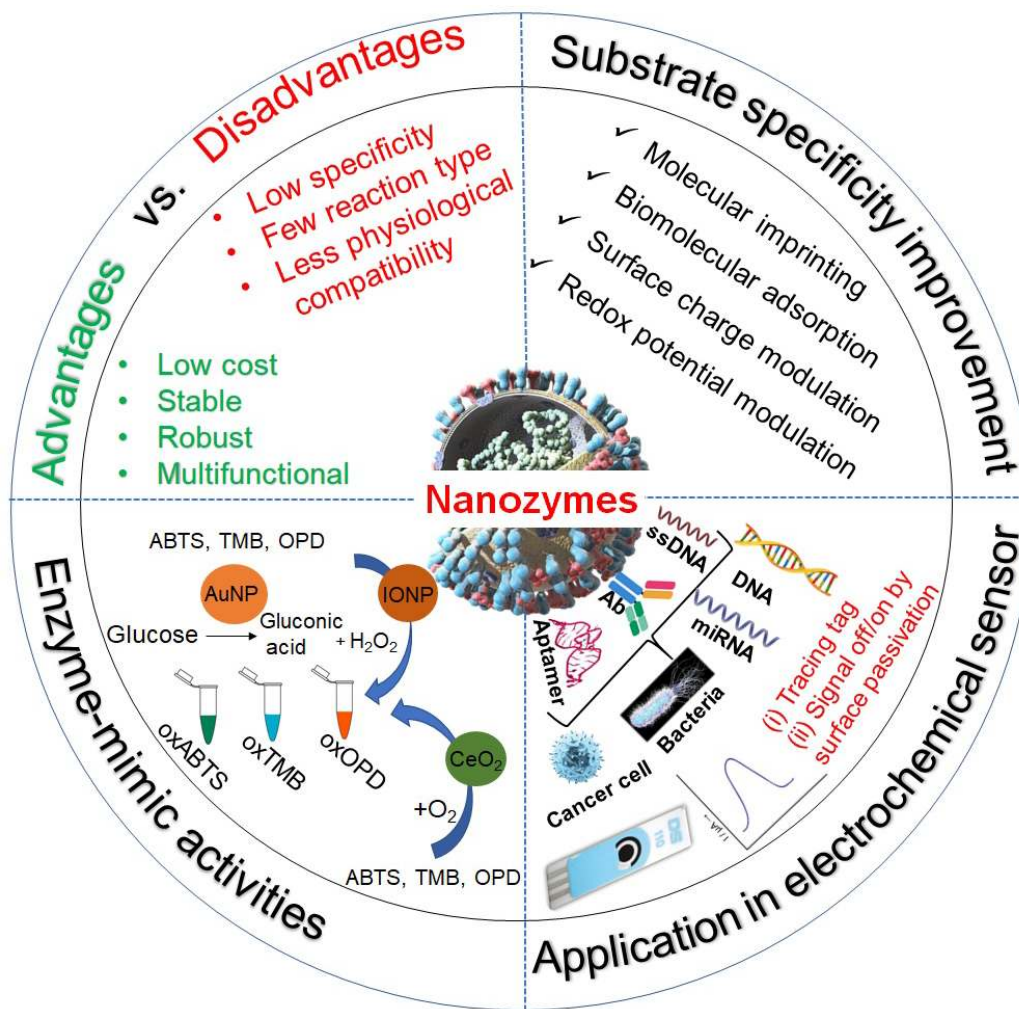 Advantages vs. Disadvantages
• Low specificity
• Few reaction type
• Less physiological
compatibility
• Low cost
• Stable
• Robust
• Multifunctional
Substrate specificity improvement
✓ Molecular imprinting
✓ Biomolecular adsorption
✓ Surface charge modulation
✓ Redox potential modulation
Nanozymes
Enzyme-mimic activities
ABTS, TMB, OPD
AuNP
IONP
Glucose
Gluconic
acid
+H₂O₂
oxABTS
oxTMB
oxOPD
CeO₂
+O₂
ABTS, TMB, OPD
Application in electrochemical sensor
ssDNA
DNA
Ab
miRNA
Aptamer
Bacteria
Cancer cell
(i) Tracing tag
(ii) Signal off/on by
surface passivation
I / µA →
DS
110